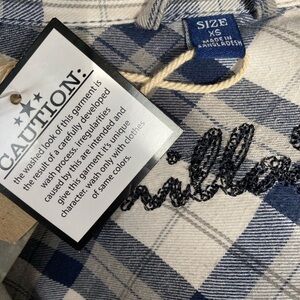 SIZE
XS
MADE IN
BANGLADESH
CAUTION:
the washed look of this garment is
the result of a carefully developed
wash process. irregularities
caused by this are intended and
give this garment it's unique
character. wash only with clothes
of same colors.